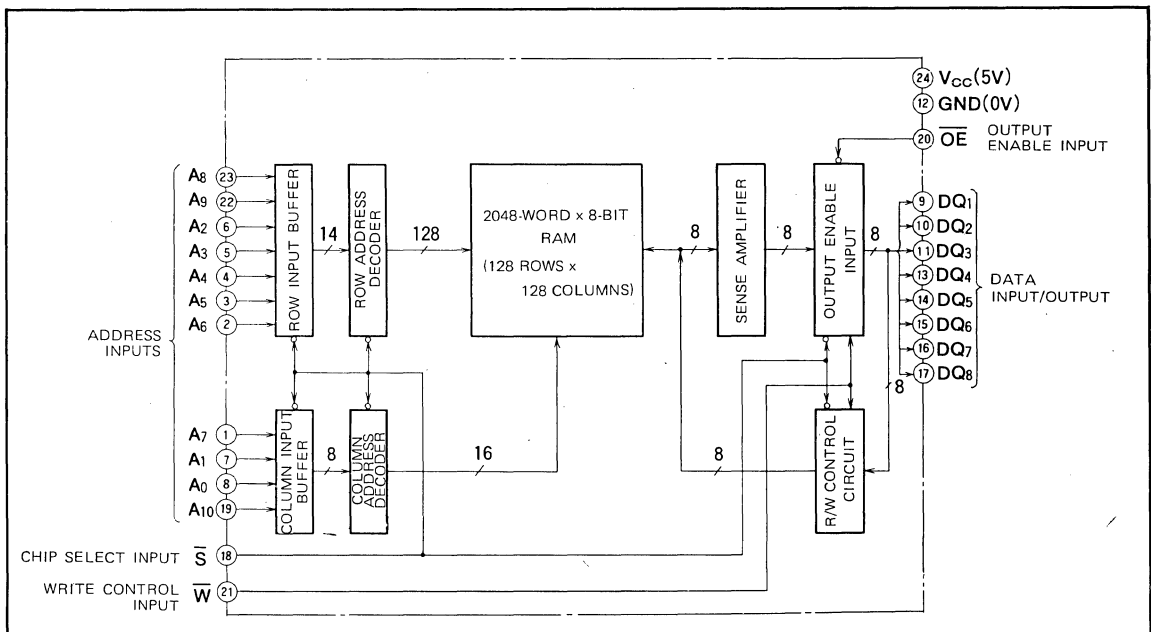 V_CC(5V)
24
GND(0V)
12
OE OUTPUT
20
ENABLE INPUT
ADDRESS
INPUTS
A8 23
A9 22
A2 6
A3 5
A4 4
A5 3
A6 2
ROW INPUT BUFFER
14
ROW ADDRESS
DECODER
128
2048-WORD x 8-BIT
RAM
(128 ROWS x
128 COLUMNS)
8
SENSE AMPLIFIER
8
OUTPUT ENABLE
INPUT
8
9 DQ1
10 DQ2
11 DQ3
13 DQ4
14 DQ5
15 DQ6
16 DQ7
17 DQ8
DATA
INPUT/OUTPUT
A7 1
A1 7
A0 8
A10 19
COLUMN INPUT
BUFFER
8
COLUMN
ADDRESS
DECODER
16
8
R/W CONTROL
CIRCUIT
8
CHIP SELECT INPUT S̅ 18
WRITE CONTROL
INPUT
W̅ 21